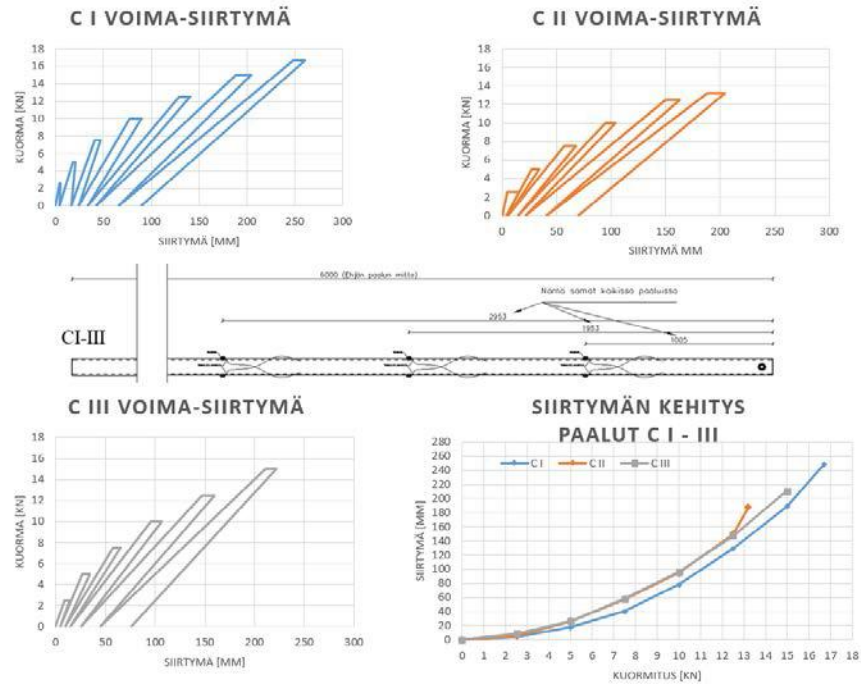 C I VOIMA-SIIRTYMÄ
KUORMA [KN]
18
16
14
12
10
8
6
4
2
0
0 50 100 150 200 250 300
SIIRTYMÄ [MM]
C II VOIMA-SIIRTYMÄ
KUORMA [KN]
18
16
14
12
10
8
6
4
2
0
0 50 100 150 200 250 300
SIIRTYMÄ MM
6000 (Ehjän paalun mitta)
Nämä samat kaikissa paaluissa
2953
1953
1005
CI-III
C III VOIMA-SIIRTYMÄ
KUORMA [KN]
18
16
14
12
10
8
6
4
2
0
0 50 100 150 200 250 300
SIIRTYMÄ [MM]
SIIRTYMÄN KEHITYS
PAALUT C I - III
C I C II C III
SIIRTYMÄ [MM]
280
260
240
220
200
180
160
140
120
100
80
60
40
20
0
0 1 2 3 4 5 6 7 8 9 10 11 12 13 14 15 16 17 18
KUORMITUS [KN]